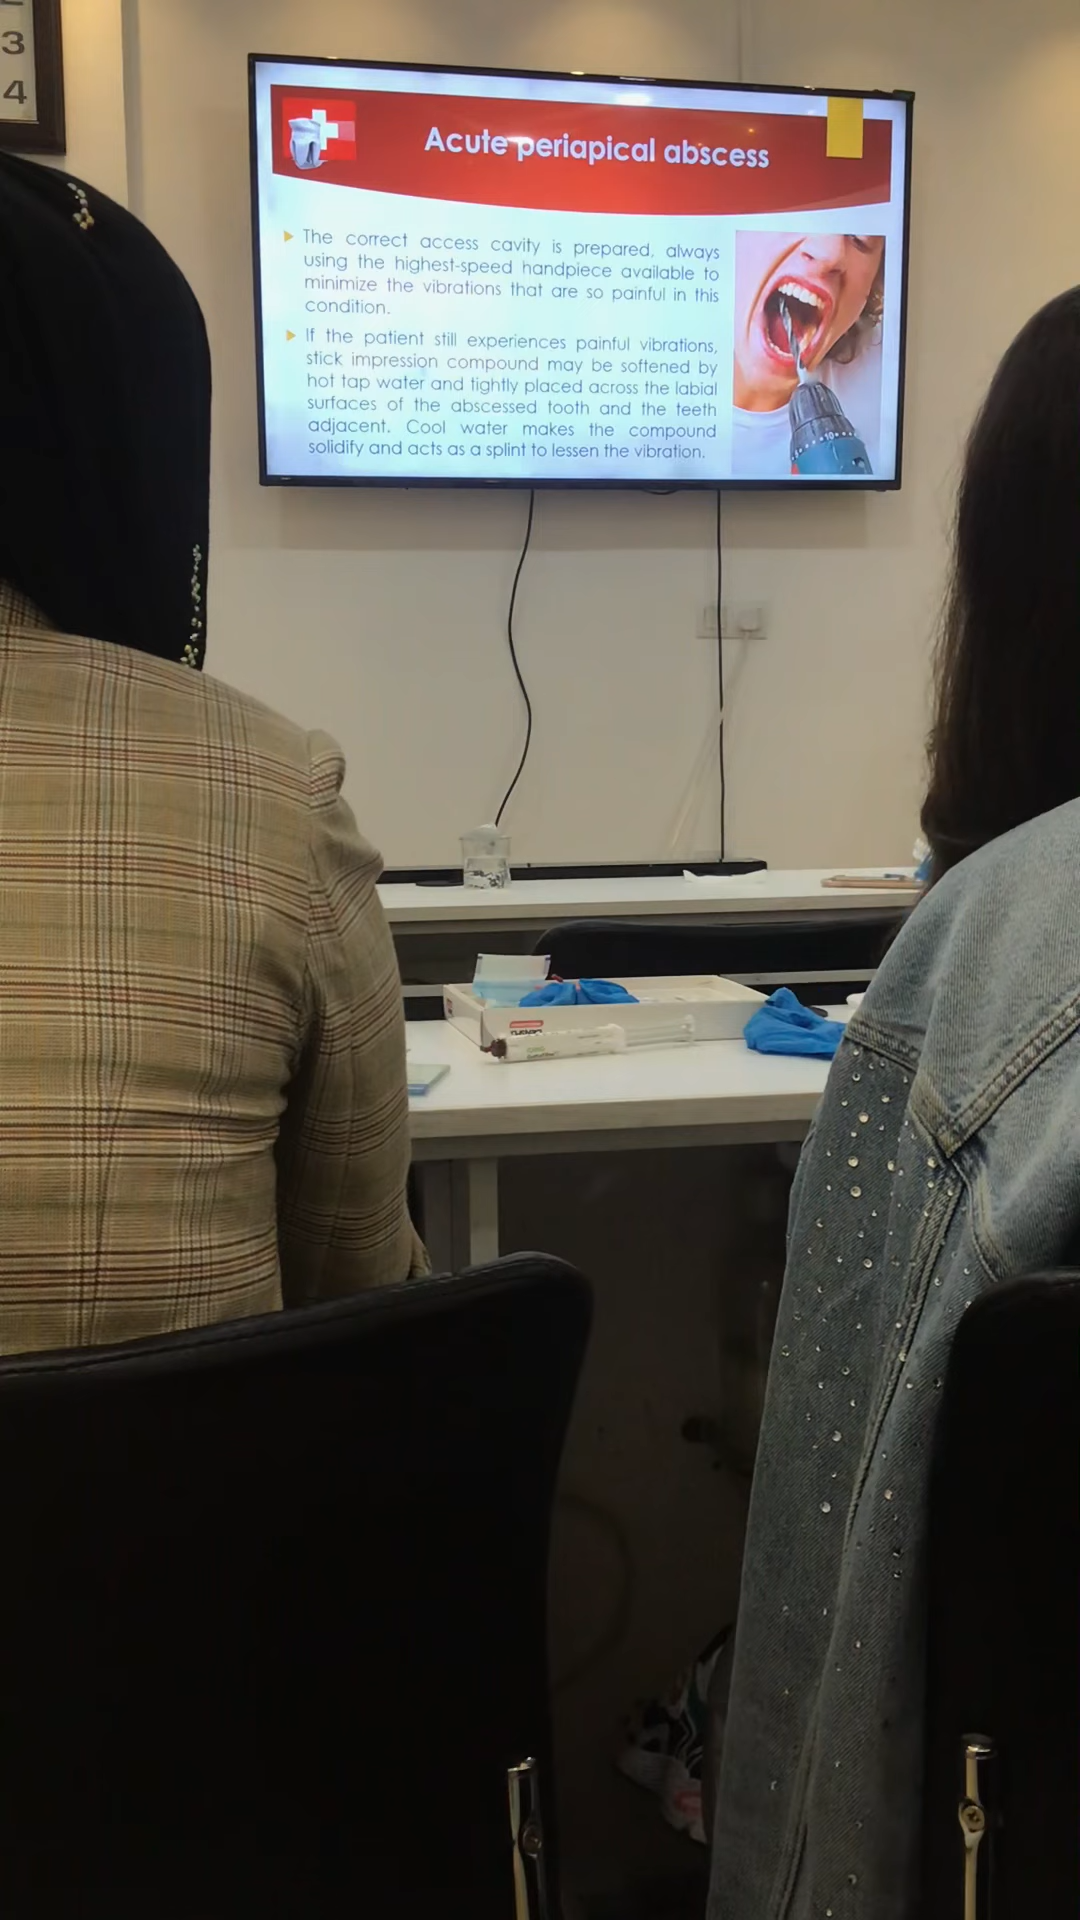 3
4
Acute periapical abscess
The correct access cavity is prepared, always
using the highest-speed handpiece available to
minimize the vibrations that are so painful in this
condition.
If the patient still experiences painful vibrations,
stick impression compound may be softened by
hot tap water and tightly placed across the labial
surfaces of the abscessed tooth and the teeth
adjacent. Cool water makes the compound
solidify and acts as a splint to lessen the vibration.